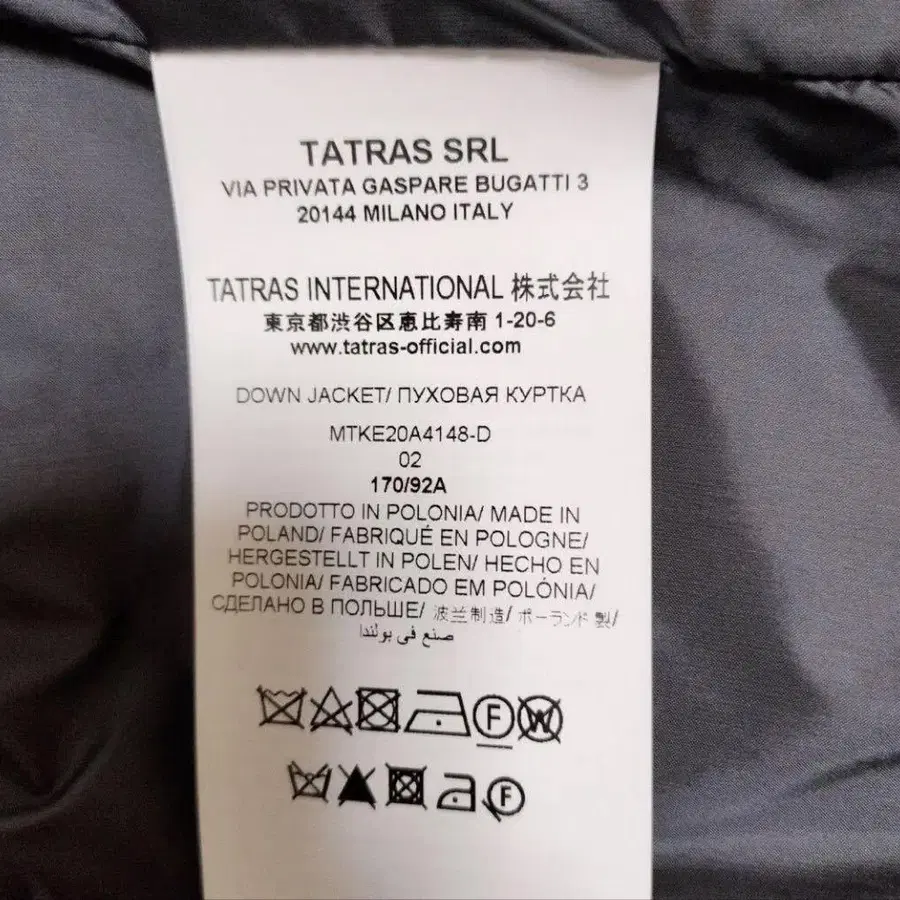 TATRAS SRL
VIA PRIVATA GASPARE BUGATTI 3
20144 MILANO ITALY
TATRAS INTERNATIONAL 株式会社
東京都渋谷区恵比寿南 1-20-6
www.tatras-official.com
DOWN JACKET/ ПУХОВАЯ КУРТКА
MTKE20A4148-D
02
170/92A
PRODOTTO IN POLONIA/ MADE IN
POLAND/ FABRIQUÉ EN POLOGNE/
HERGESTELLT IN POLEN/ HECHO EN
POLONIA/ FABRICADO EM POLÓNIA/
СДЕЛАНО В ПОЛЬШЕ/ 波兰制造/ ポーランド 製/
صنع في بولندا
F W
F